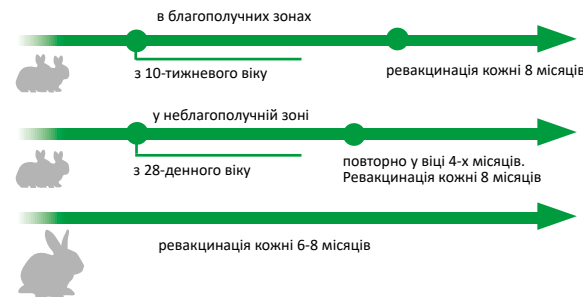 в благополучних зонах
з 10-тижневого віку
ревакцинація кожні 8 місяців
у неблагополучній зоні
з 28-денного віку
повторно у віці 4-х місяців.
Ревакцинація кожні 8 місяців
ревакцинація кожні 6-8 місяців